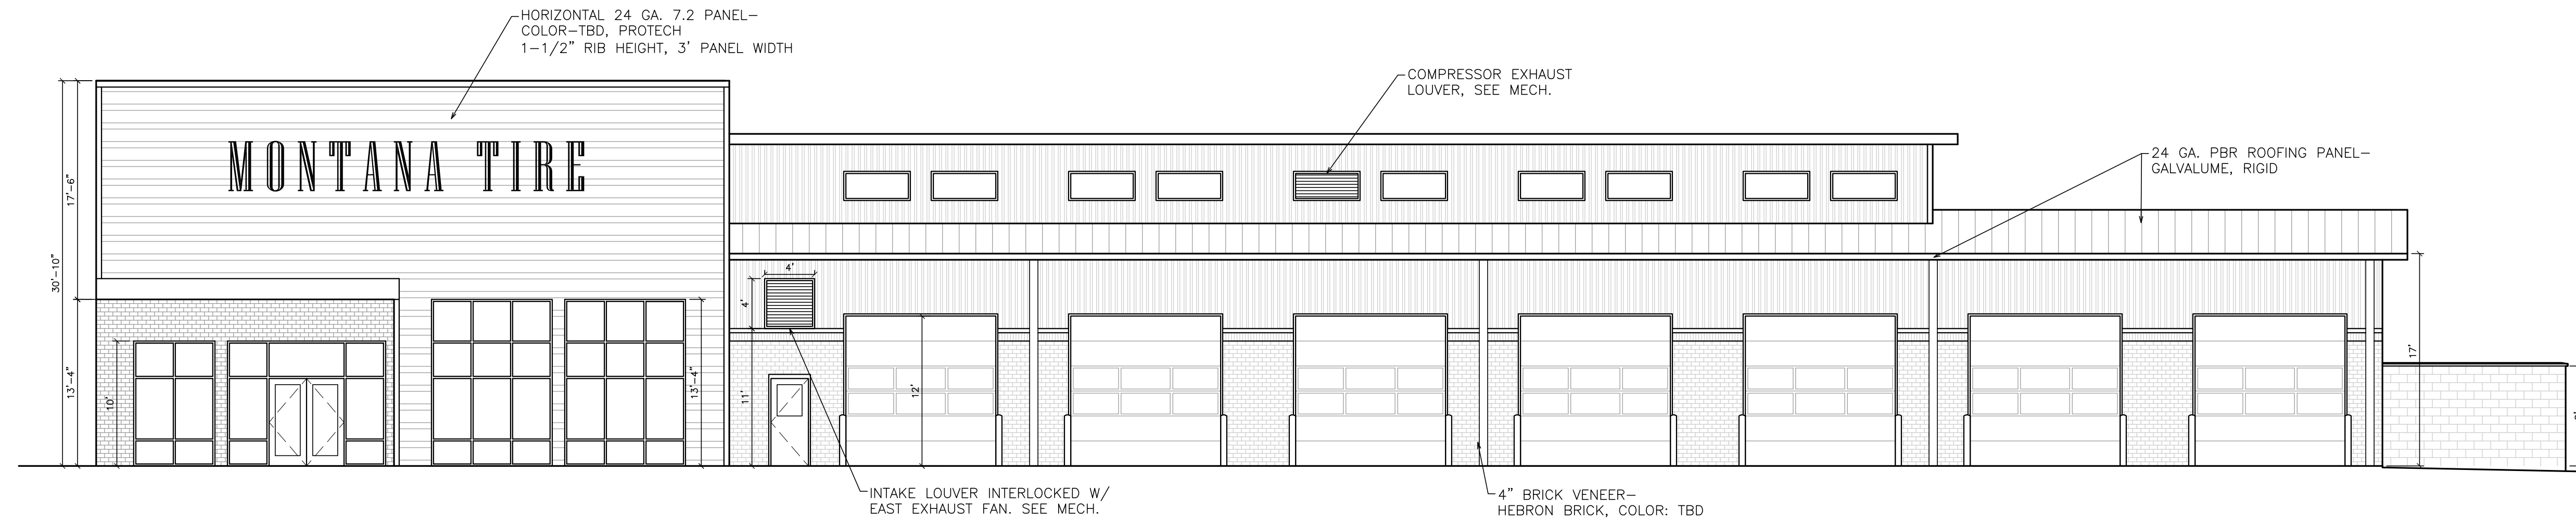 HORIZONTAL 24 GA. 7.2 PANEL-
COLOR-TBD, PROTECH
1-1/2" RIB HEIGHT, 3' PANEL WIDTH
COMPRESSOR EXHAUST
LOUVER, SEE MECH.
24 GA. PBR ROOFING PANEL-
GALVALUME, RIGID
MONTANA TIRE
17'-6"
30'-10"
13'-4"
10'
13'-4"
4'
4'
11'
12'
17'
INTAKE LOUVER INTERLOCKED W/
EAST EXHAUST FAN. SEE MECH.
4" BRICK VENEER-
HEBRON BRICK, COLOR: TBD